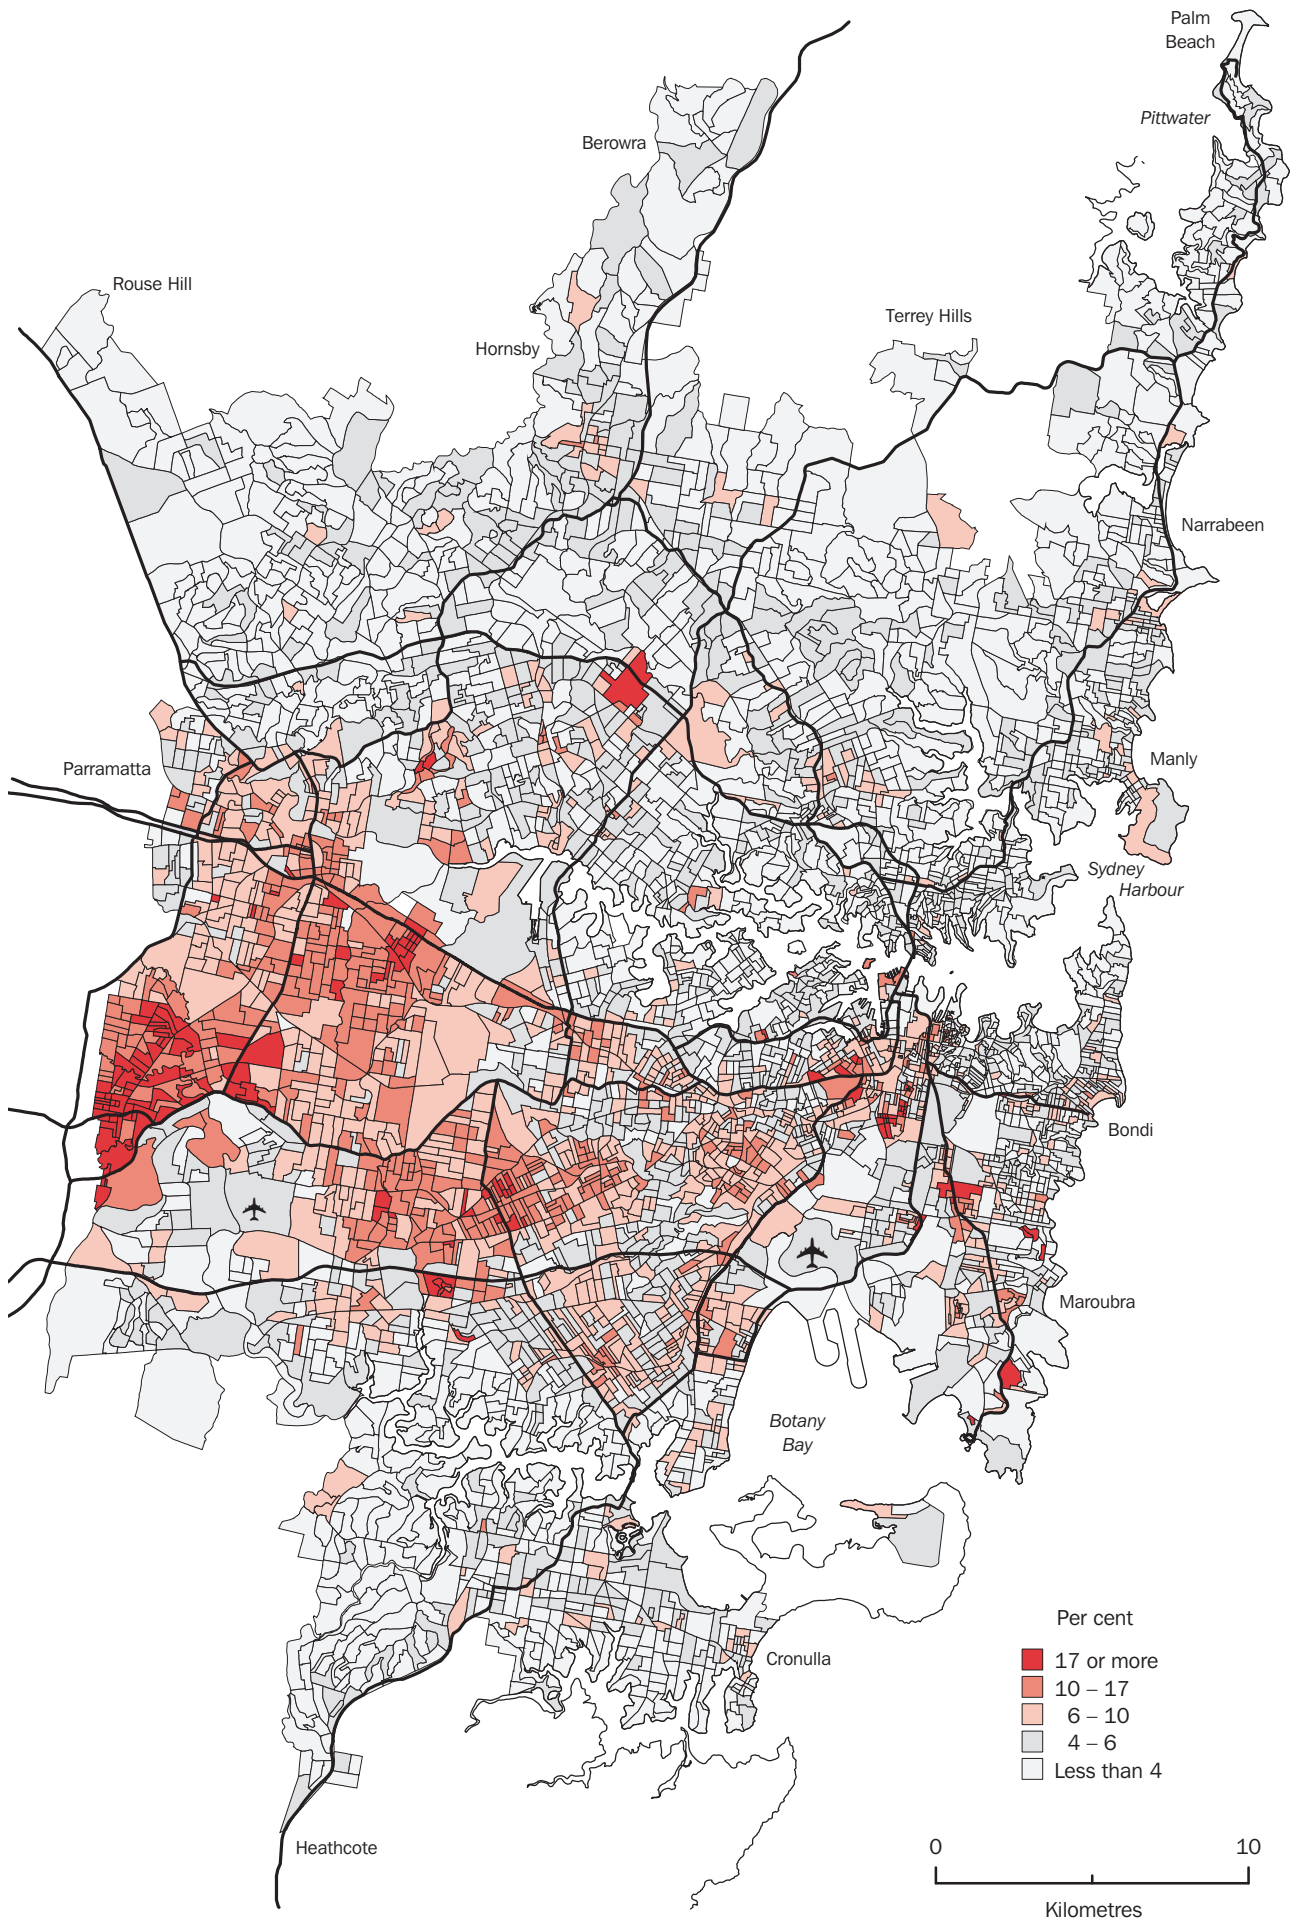 Palm
Beach
Pittwater
Berowra
Rouse Hill
Terrey Hills
Hornsby
Narrabeen
Manly
Parramatta
Sydney
Harbour
Bondi
Maroubra
Botany
Bay
Per cent
Cronulla
17 or more
10 – 17
6 – 10
4 – 6
Less than 4
Heathcote
0 10
Kilometres